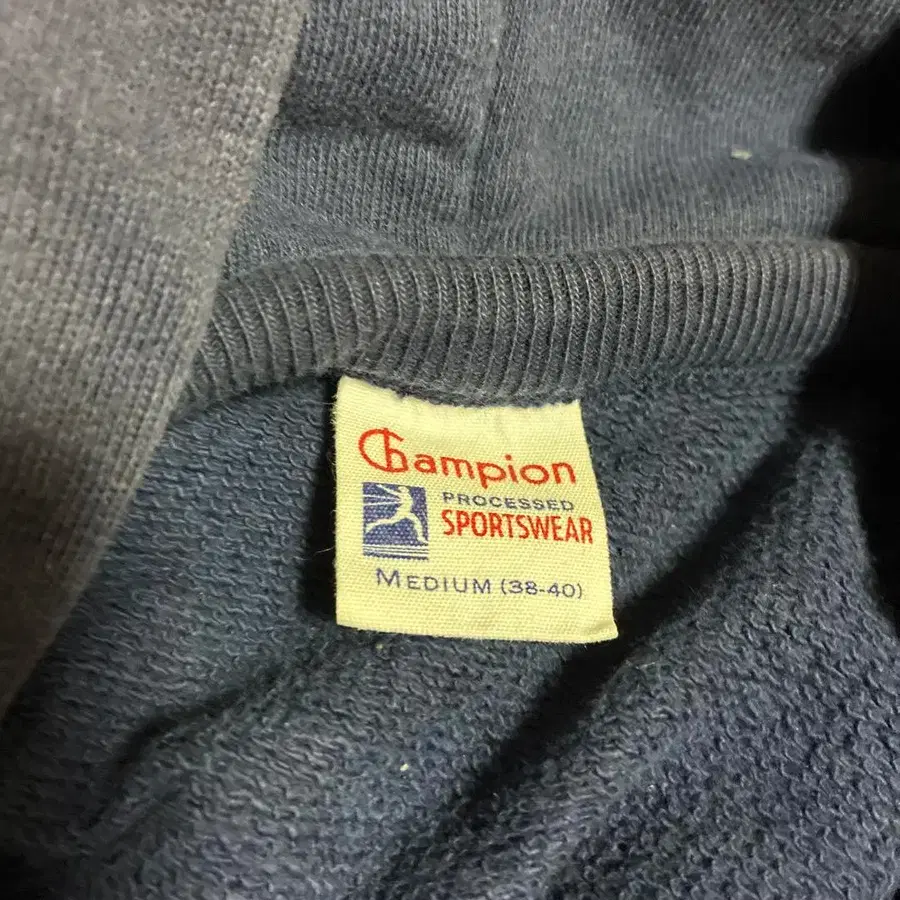 Champion
PROCESSED
SPORTSWEAR
MEDIUM (38-40)